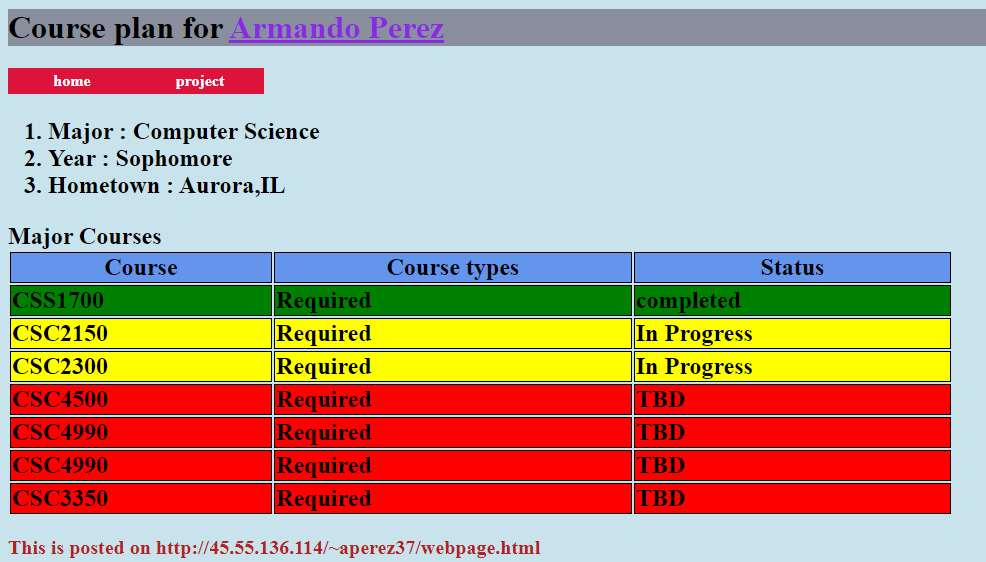 Course plan for Armando Perez
home project
1. Major : Computer Science
2. Year : Sophomore
3. Hometown : Aurora,IL
Major Courses
Course Course types Status
CSS1700 Required completed
CSC2150 Required In Progress
CSC2300 Required In Progress
CSC4500 Required TBD
CSC4990 Required TBD
CSC4990 Required TBD
CSC3350 Required TBD
This is posted on http://45.55.136.114/~aperez37/webpage.html